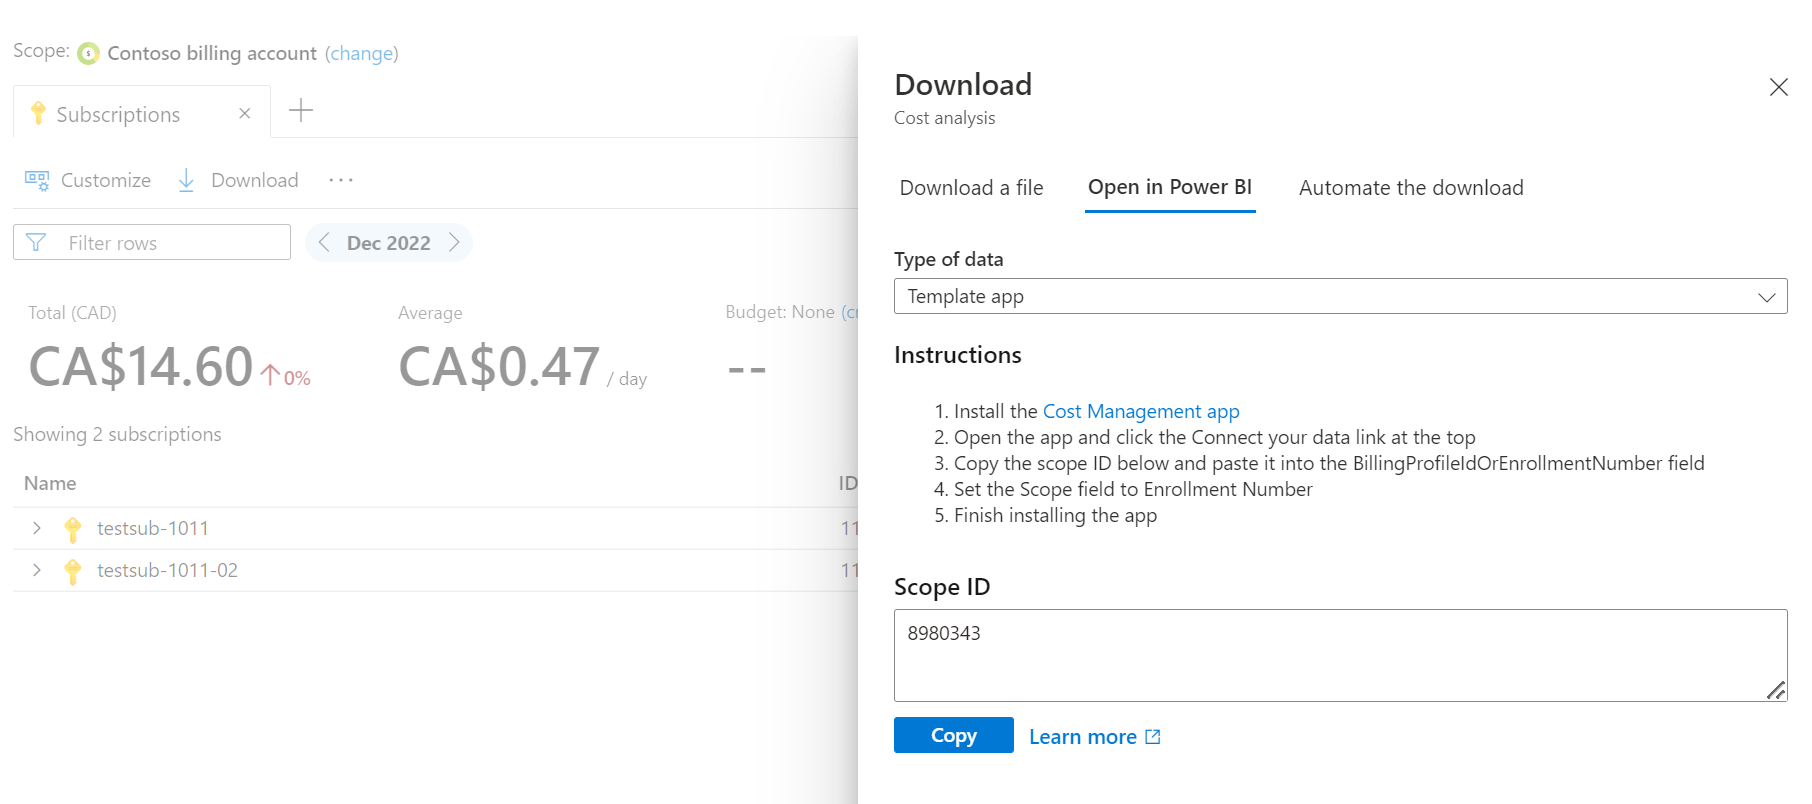 Scope: Contoso billing account (change)
Subscriptions
Customize Download ...
Filter rows Dec 2022
Total (CAD) Average Budget: None
CA$14.60 0% CA$0.47 / day --
Showing 2 subscriptions
Name ID
testsub-1011 11
testsub-1011-02 11
Download
Cost analysis
Download a file Open in Power BI Automate the download
Type of data
Template app
Instructions
1. Install the Cost Management app
2. Open the app and click the Connect your data link at the top
3. Copy the scope ID below and paste it into the BillingProfileIdOrEnrollmentNumber field
4. Set the Scope field to Enrollment Number
5. Finish installing the app
Scope ID
8980343
Copy Learn more